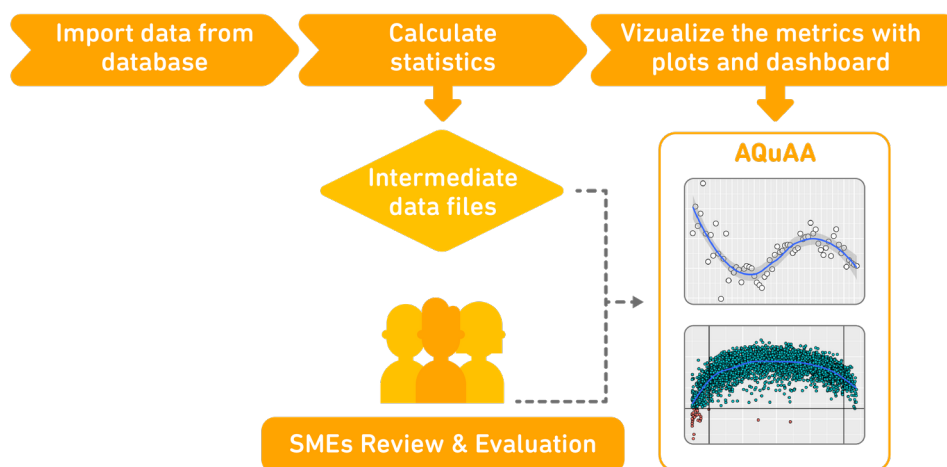 Import data from
database
Calculate
statistics
Vizualize the metrics with
plots and dashboard
Intermediate
data files
AQuAA
SMEs Review & Evaluation